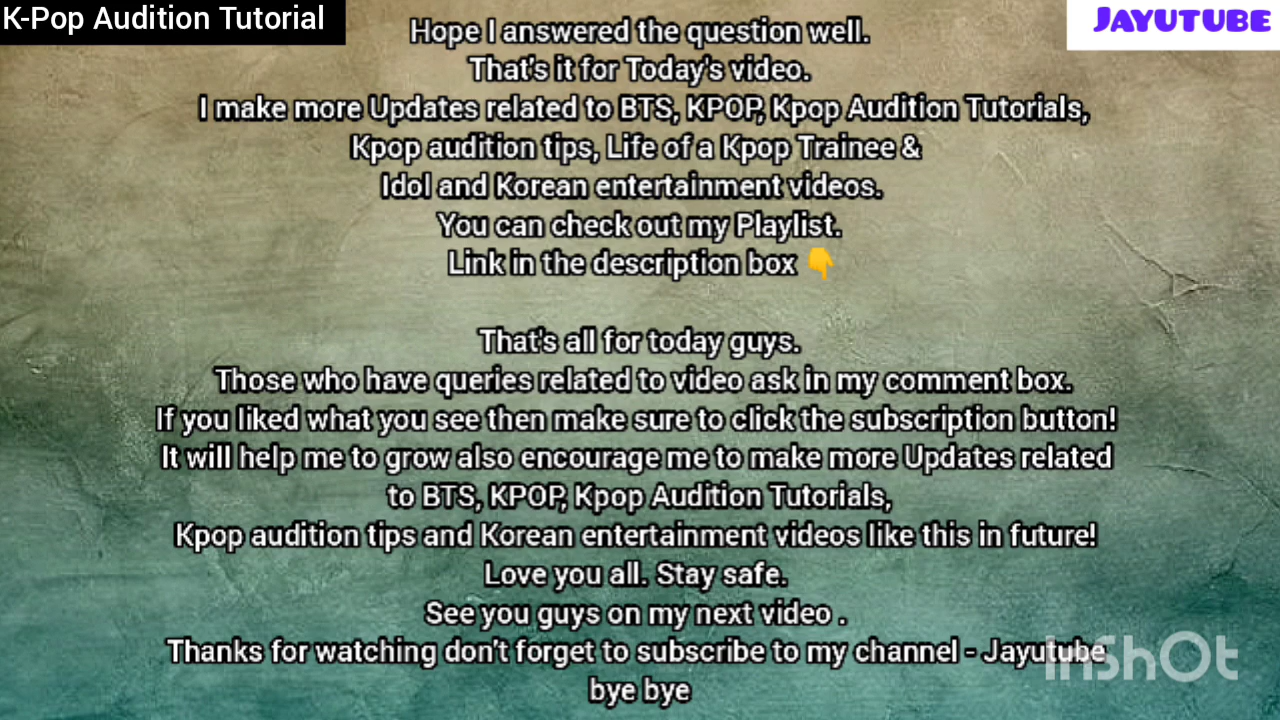 K-Pop Audition Tutorial
JAYUTUBE
Hope I answered the question well.
That's it for Today's video.
I make more Updates related to BTS, KPOP, Kpop Audition Tutorials,
Kpop audition tips, Life of a Kpop Trainee &
Idol and Korean entertainment videos.
You can check out my Playlist.
Link in the description box 👇
That's all for today guys.
Those who have queries related to video ask in my comment box.
If you liked what you see then make sure to click the subscription button!
It will help me to grow also encourage me to make more Updates related
to BTS, KPOP, Kpop Audition Tutorials,
Kpop audition tips and Korean entertainment videos like this in future!
Love you all. Stay safe.
See you guys on my next video .
Thanks for watching don't forget to subscribe to my channel - Jayutube
bye bye
InShOt